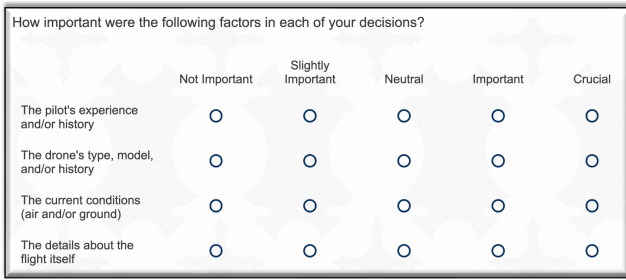 How important were the following factors in each of your decisions?
Not Important
Slightly
Important
Neutral
Important
Crucial
The pilot's experience
and/or history
The drone's type, model,
and/or history
The current conditions
(air and/or ground)
The details about the
flight itself